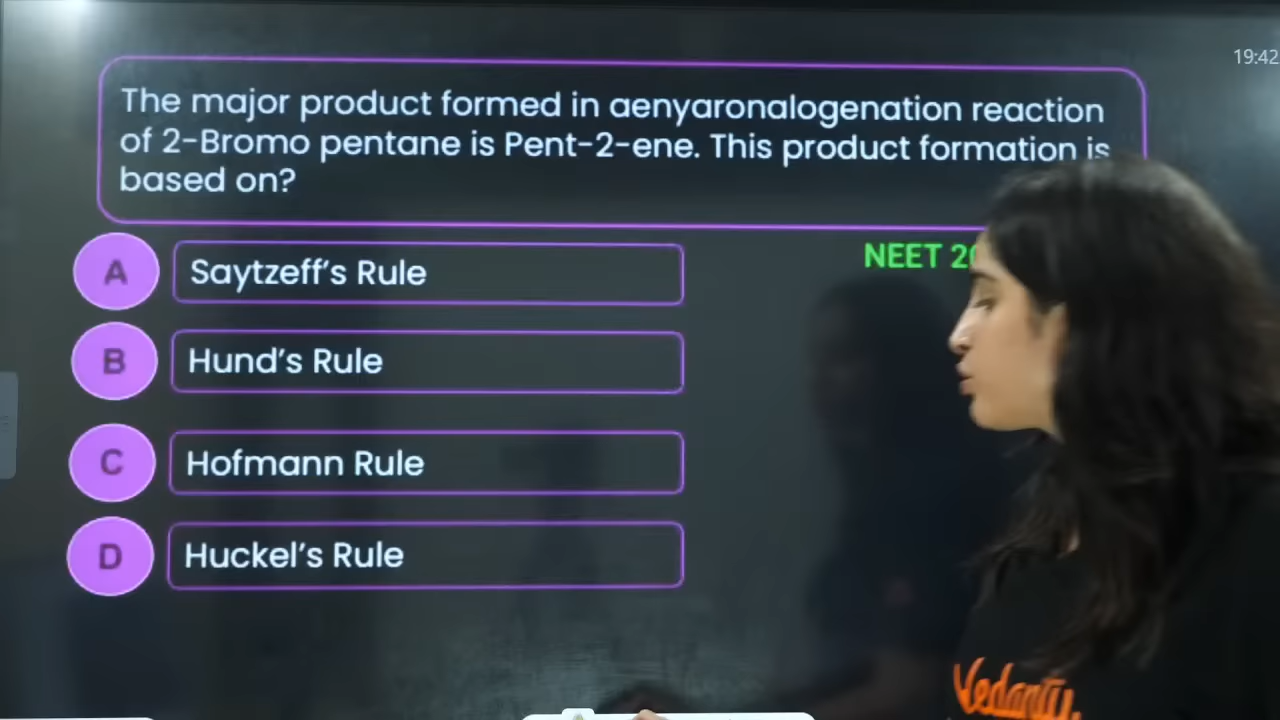 19:42
The major product formed in aenyaronalogenation reaction
of 2-Bromo pentane is Pent-2-ene. This product formation is
based on?
NEET 20
A Saytzeff's Rule
B Hund's Rule
C Hofmann Rule
D Huckel's Rule
Vedantu